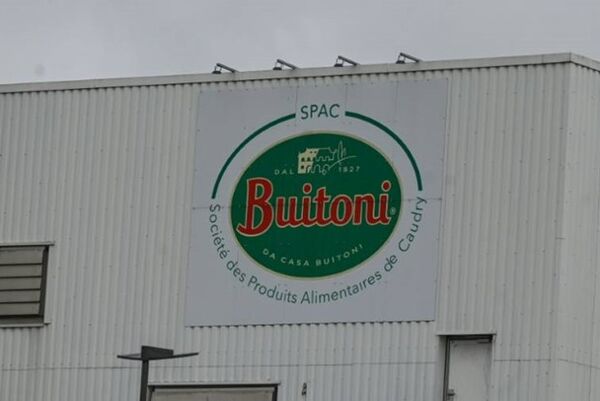 SPAC
DAL 1827
Buitoni®
DA CASA BUITONI
Société des Produits Alimentaires de Caudry